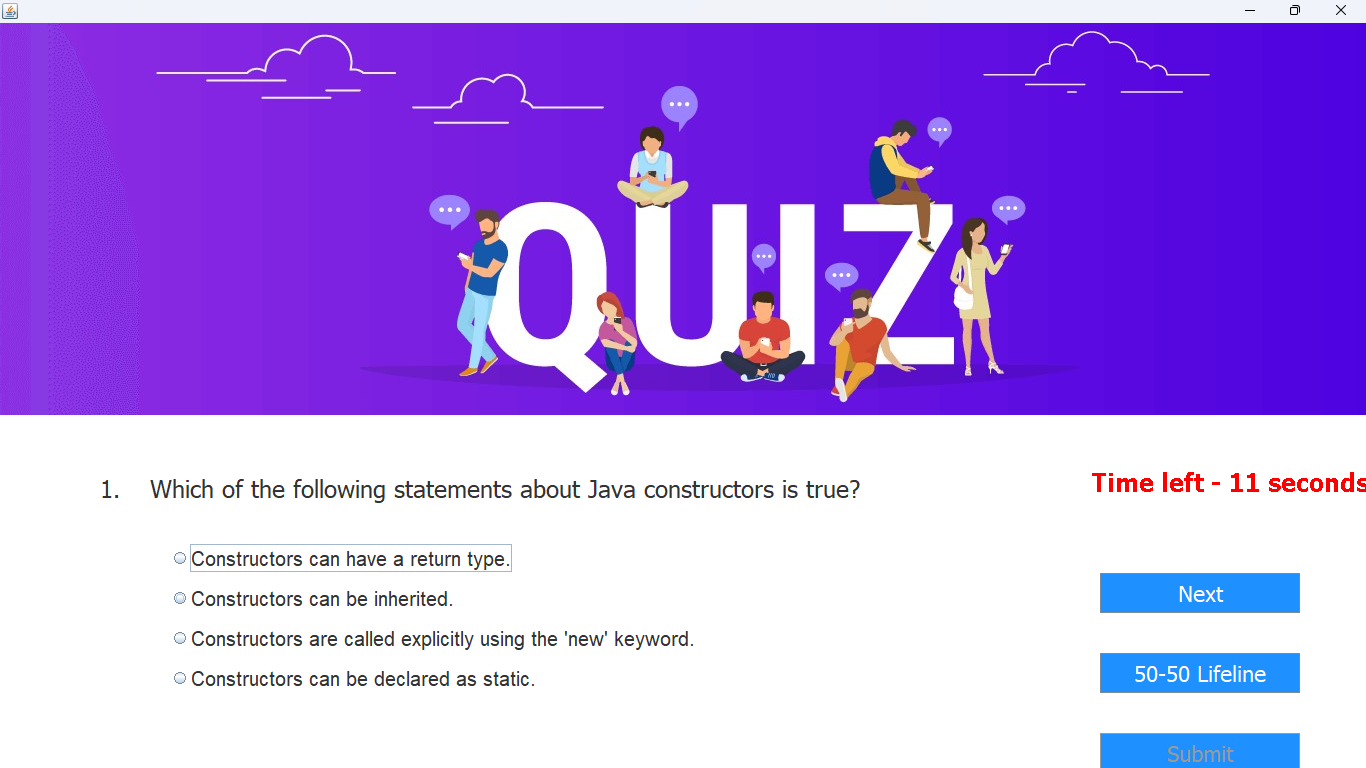 QUIZ
1. Which of the following statements about Java constructors is true?
Time left - 11 seconds
Constructors can have a return type.
Constructors can be inherited.
Constructors are called explicitly using the 'new' keyword.
Constructors can be declared as static.
Next
50-50 Lifeline
Submit